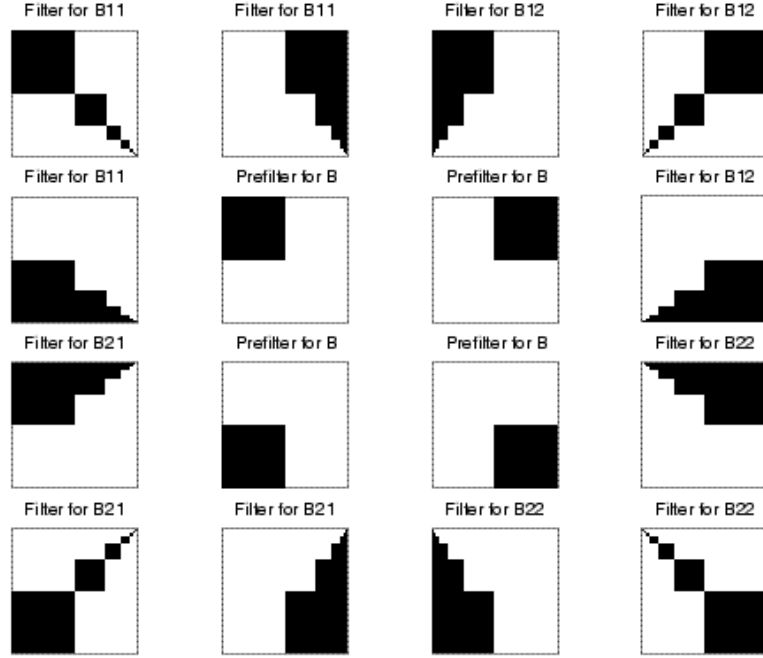 Filter for B11 Filter for B11 Filter for B12 Filter for B12
Filter for B11 Prefilter for B Prefilter for B Filter for B12
Filter for B21 Prefilter for B Prefilter for B Filter for B22
Filter for B21 Filter for B21 Filter for B22 Filter for B22